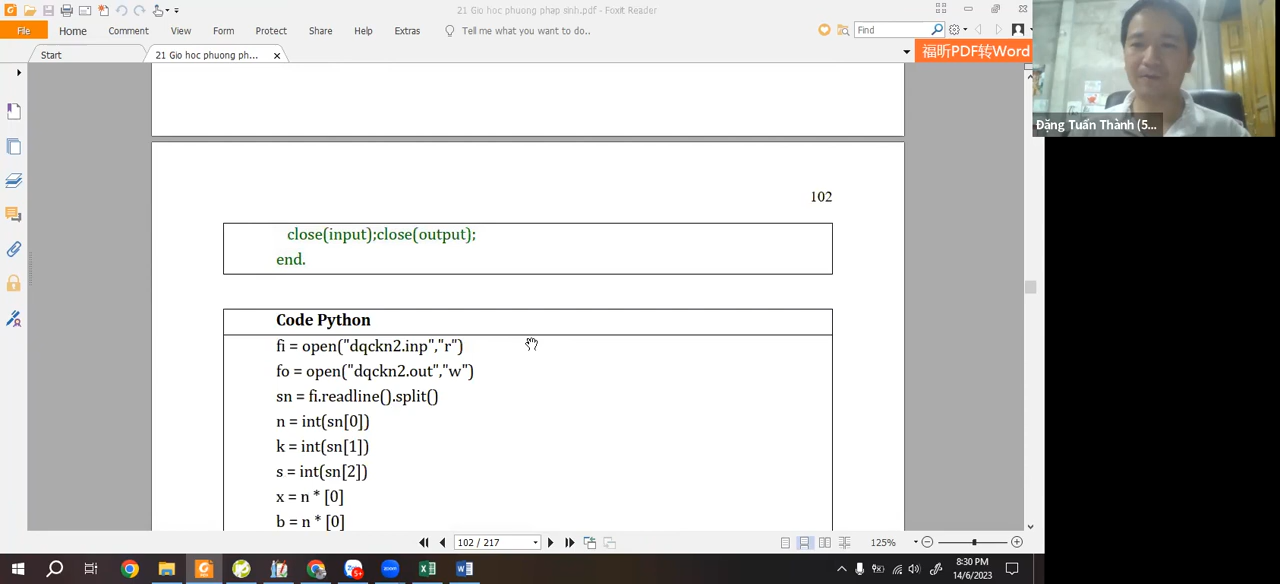 21 Gio hoc phuong phap sinh.pdf - Foxit Reader
File
Home
Comment
View
Form
Protect
Share
Help
Extras
Tell me what you want to do..
Find
Start
21 Gio hoc phuong ph...
福昕PDF转Word
Đặng Tuấn Thành (5...
102
close(input);close(output);
end.
Code Python
fi = open("dqckn2.inp","r")
fo = open("dqckn2.out","w")
sn = fi.readline().split()
n = int(sn[0])
k = int(sn[1])
s = int(sn[2])
x = n * [0]
b = n * [0]
102 / 217
125%
8:30 PM
14/6/2023